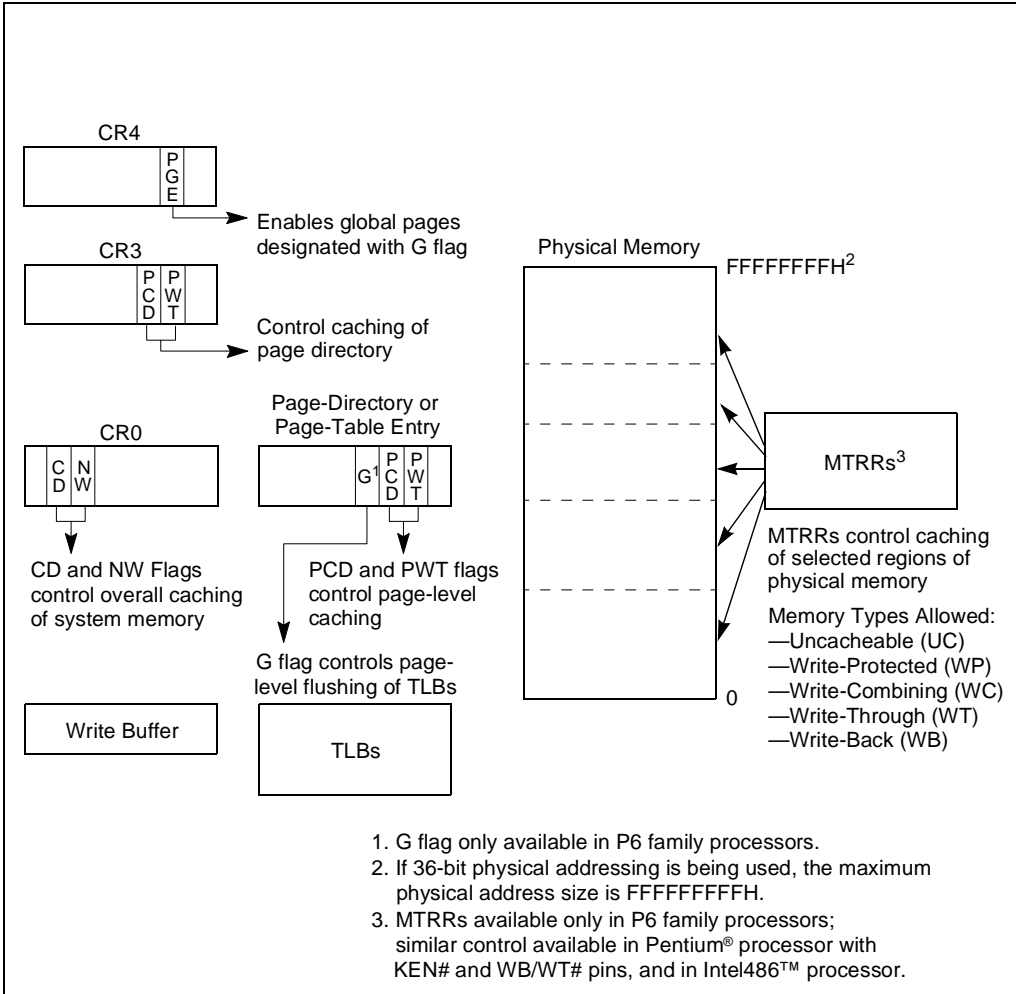 CR4
P
G
E
Enables global pages
designated with G flag
CR3
P P
C W
D T
Control caching of
page directory
CR0
C N
D W
CD and NW Flags
control overall caching
of system memory
Page-Directory or
Page-Table Entry
G1 P P
C W
D T
PCD and PWT flags
control page-level
caching
G flag controls page-
level flushing of TLBs
Write Buffer
TLBs
Physical Memory
FFFFFFFFH2
0
MTRRs3
MTRRs control caching
of selected regions of
physical memory
Memory Types Allowed:
—Uncacheable (UC)
—Write-Protected (WP)
—Write-Combining (WC)
—Write-Through (WT)
—Write-Back (WB)
1. G flag only available in P6 family processors.
2. If 36-bit physical addressing is being used, the maximum
physical address size is FFFFFFFFFH.
3. MTRRs available only in P6 family processors;
similar control available in Pentium® processor with
KEN# and WB/WT# pins, and in Intel486™ processor.